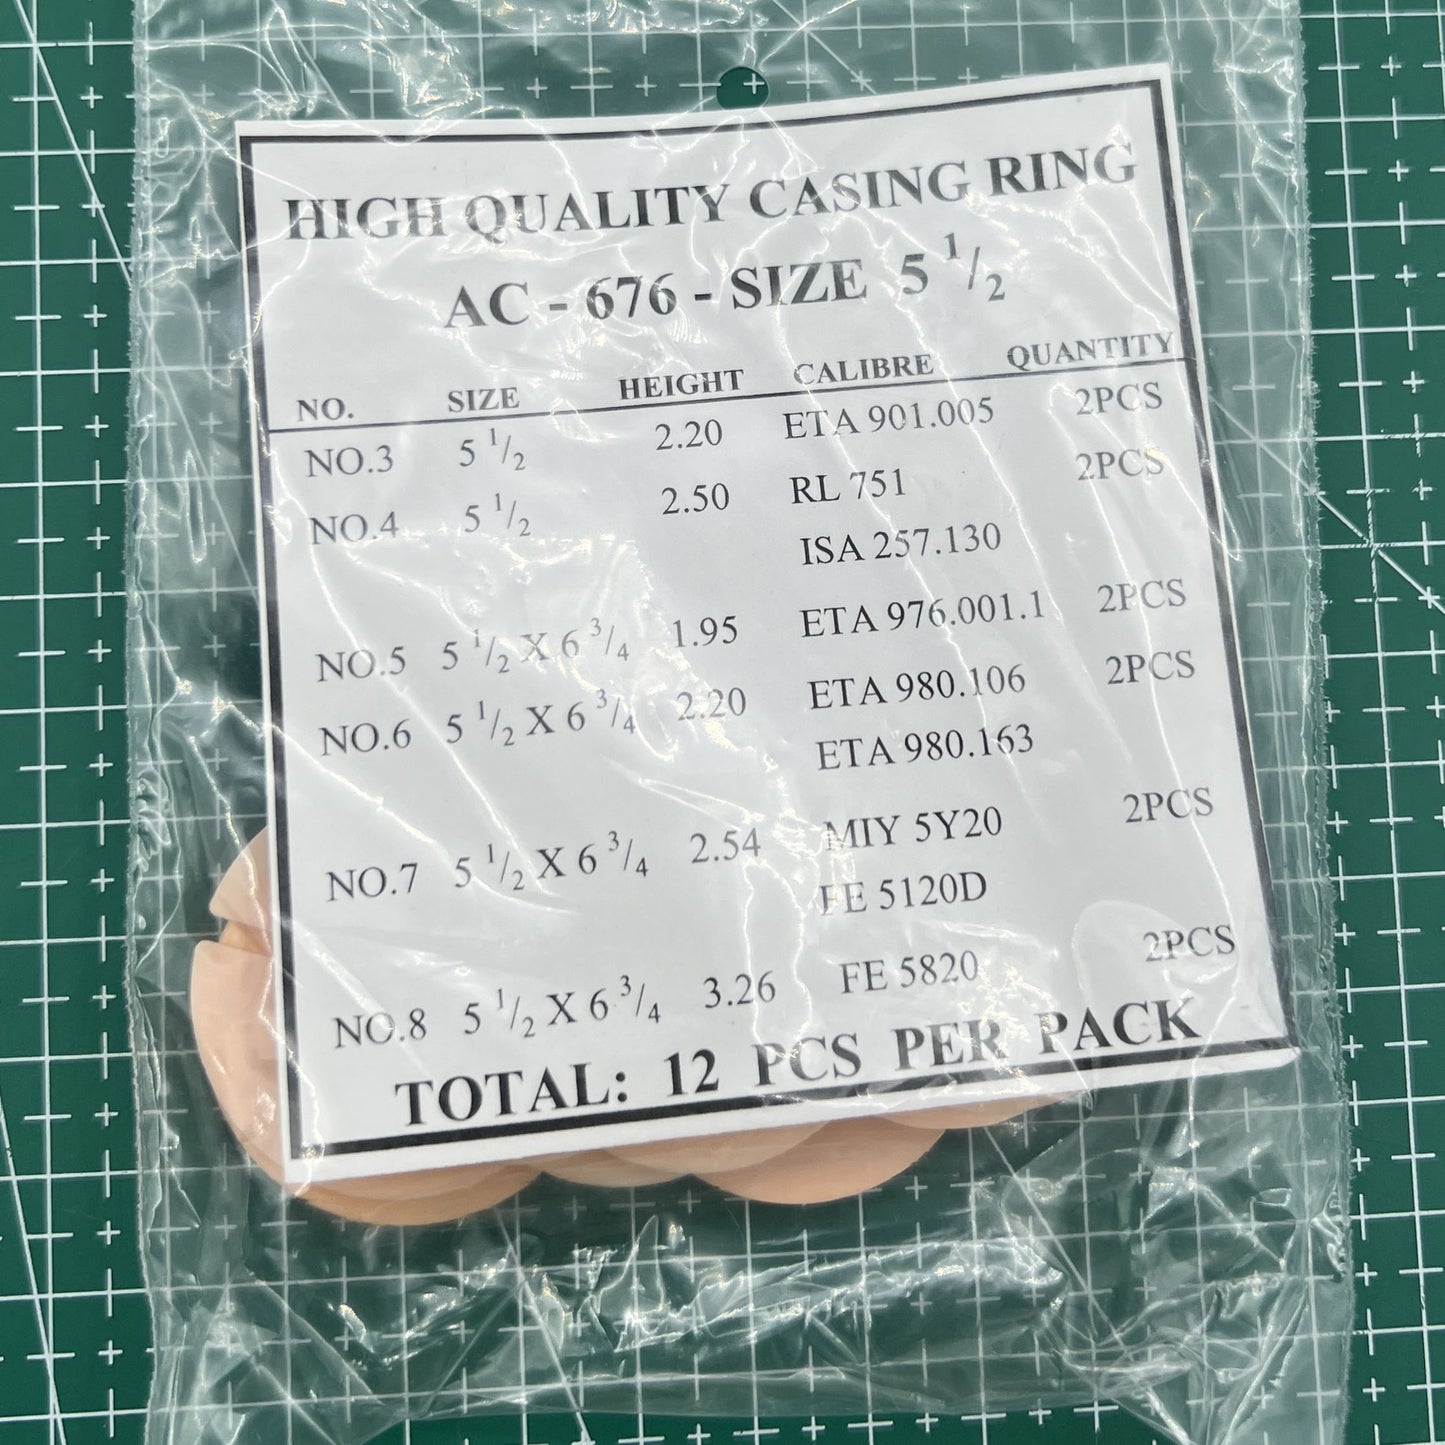 HIGH QUALITY CASING RING
AC - 676 - SIZE 5 1/2
NO. SIZE HEIGHT CALIBRE QUANTITY
NO.3 5 1/2 2.20 ETA 901.005 2PCS
NO.4 5 1/2 2.50 RL 751 2PCS
ISA 257.130
NO.5 5 1/2 X 6 3/4 1.95 ETA 976.001.1 2PCS
NO.6 5 1/2 X 6 3/4 2.20 ETA 980.106 2PCS
ETA 980.163
NO.7 5 1/2 X 6 3/4 2.54 MIY 5Y20 2PCS
FE 5120D
NO.8 5 1/2 X 6 3/4 3.26 FE 5820 2PCS
TOTAL: 12 PCS PER PACK